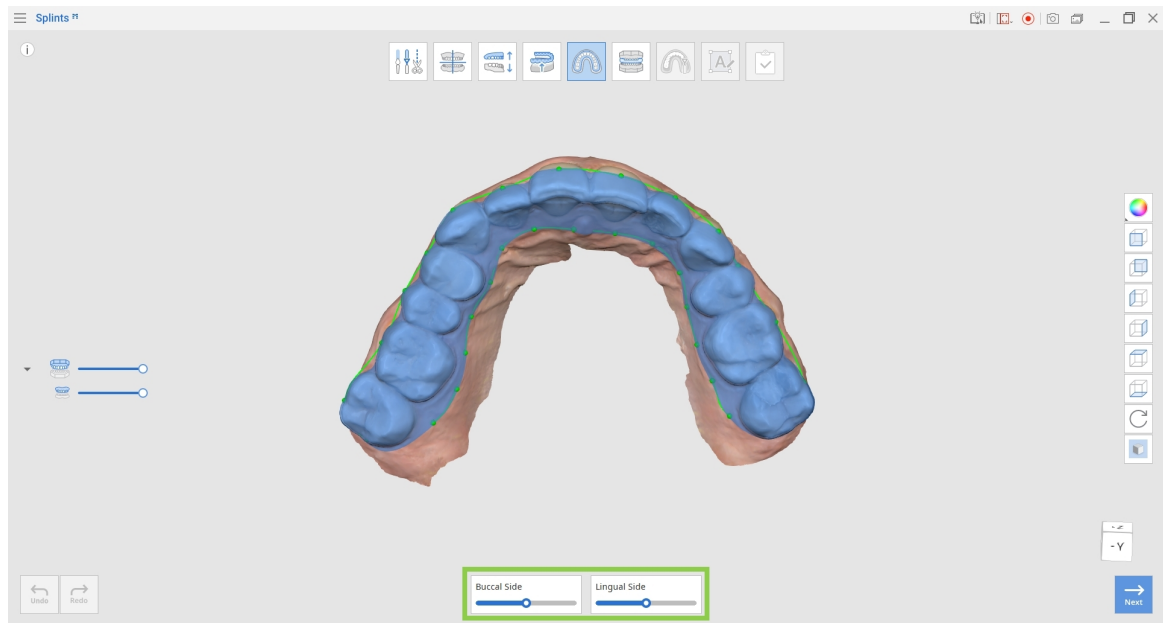 Splints
Buccal Side
Lingual Side
Undo
Redo
Next
- Y